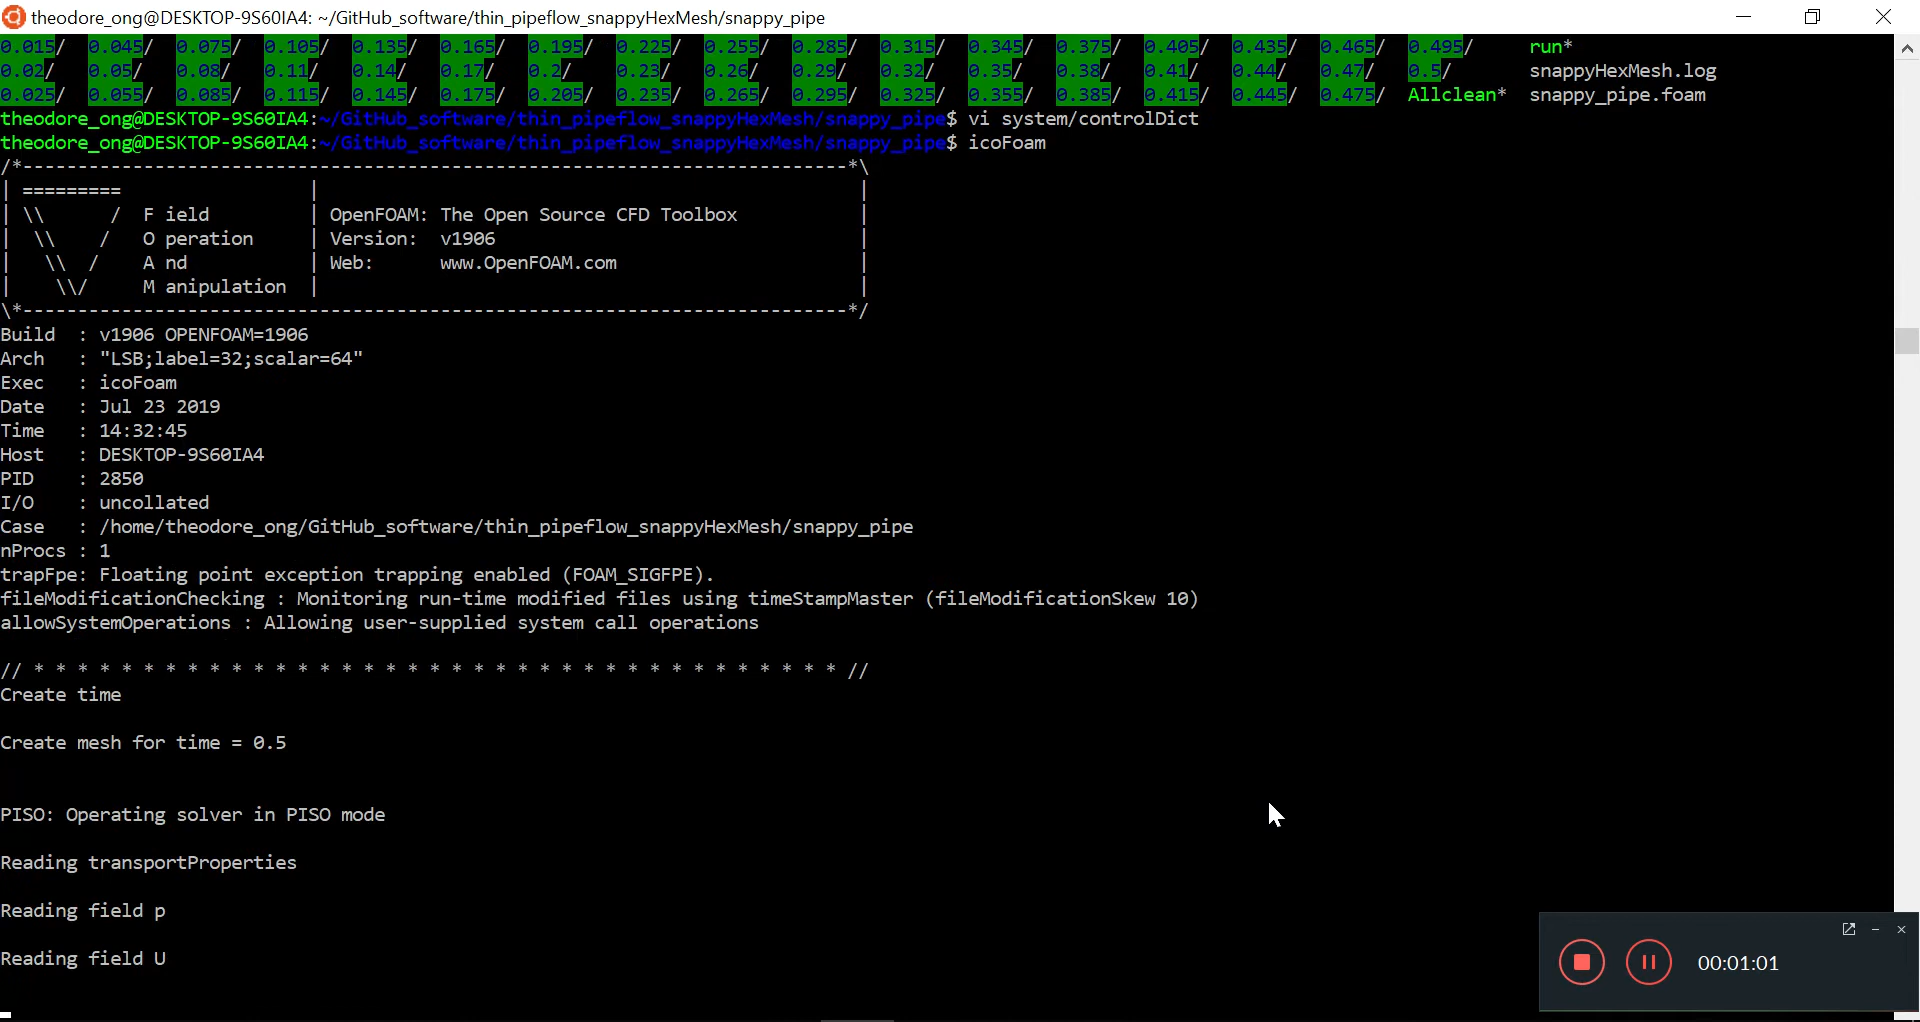 theodore_ong@DESKTOP-9S60IA4: ~/GitHub_software/thin_pipeflow_snappyHexMesh/snappy_pipe
0.015/  0.045/  0.075/  0.105/  0.135/  0.165/  0.195/  0.225/  0.255/  0.285/  0.315/  0.345/  0.375/  0.405/  0.435/  0.465/  0.495/     run*
0.02/   0.05/   0.08/   0.11/   0.14/   0.17/   0.2/    0.23/   0.26/   0.29/   0.32/   0.35/   0.38/   0.41/   0.44/   0.47/   0.5/       snappyHexMesh.log
0.025/  0.055/  0.085/  0.115/  0.145/  0.175/  0.205/  0.235/  0.265/  0.295/  0.325/  0.355/  0.385/  0.415/  0.445/  0.475/  Allclean*  snappy_pipe.foam
theodore_ong@DESKTOP-9S60IA4:~/GitHub_software/thin_pipeflow_snappyHexMesh/snappy_pipe$ vi system/controlDict
theodore_ong@DESKTOP-9S60IA4:~/GitHub_software/thin_pipeflow_snappyHexMesh/snappy_pipe$ icoFoam
/*---------------------------------------------------------------------------*\
| =========                 |                                                 |
| \\      /  F ield         | OpenFOAM: The Open Source CFD Toolbox           |
|  \\    /   O peration     | Version:  v1906                                 |
|   \\  /    A nd           | Web:      www.OpenFOAM.com                      |
|    \\/     M anipulation  |                                                 |
\*---------------------------------------------------------------------------*/
Build  : v1906 OPENFOAM=1906
Arch   : "LSB;label=32;scalar=64"
Exec   : icoFoam
Date   : Jul 23 2019
Time   : 14:32:45
Host   : DESKTOP-9S60IA4
PID    : 2850
I/O    : uncollated
Case   : /home/theodore_ong/GitHub_software/thin_pipeflow_snappyHexMesh/snappy_pipe
nProcs : 1
trapFpe: Floating point exception trapping enabled (FOAM_SIGFPE).
fileModificationChecking : Monitoring run-time modified files using timeStampMaster (fileModificationSkew 10)
allowSystemOperations : Allowing user-supplied system call operations
// * * * * * * * * * * * * * * * * * * * * * * * * * * * * * * * * * * * * * //
Create time
Create mesh for time = 0.5
PISO: Operating solver in PISO mode
Reading transportProperties
Reading field p
Reading field U
00:01:01